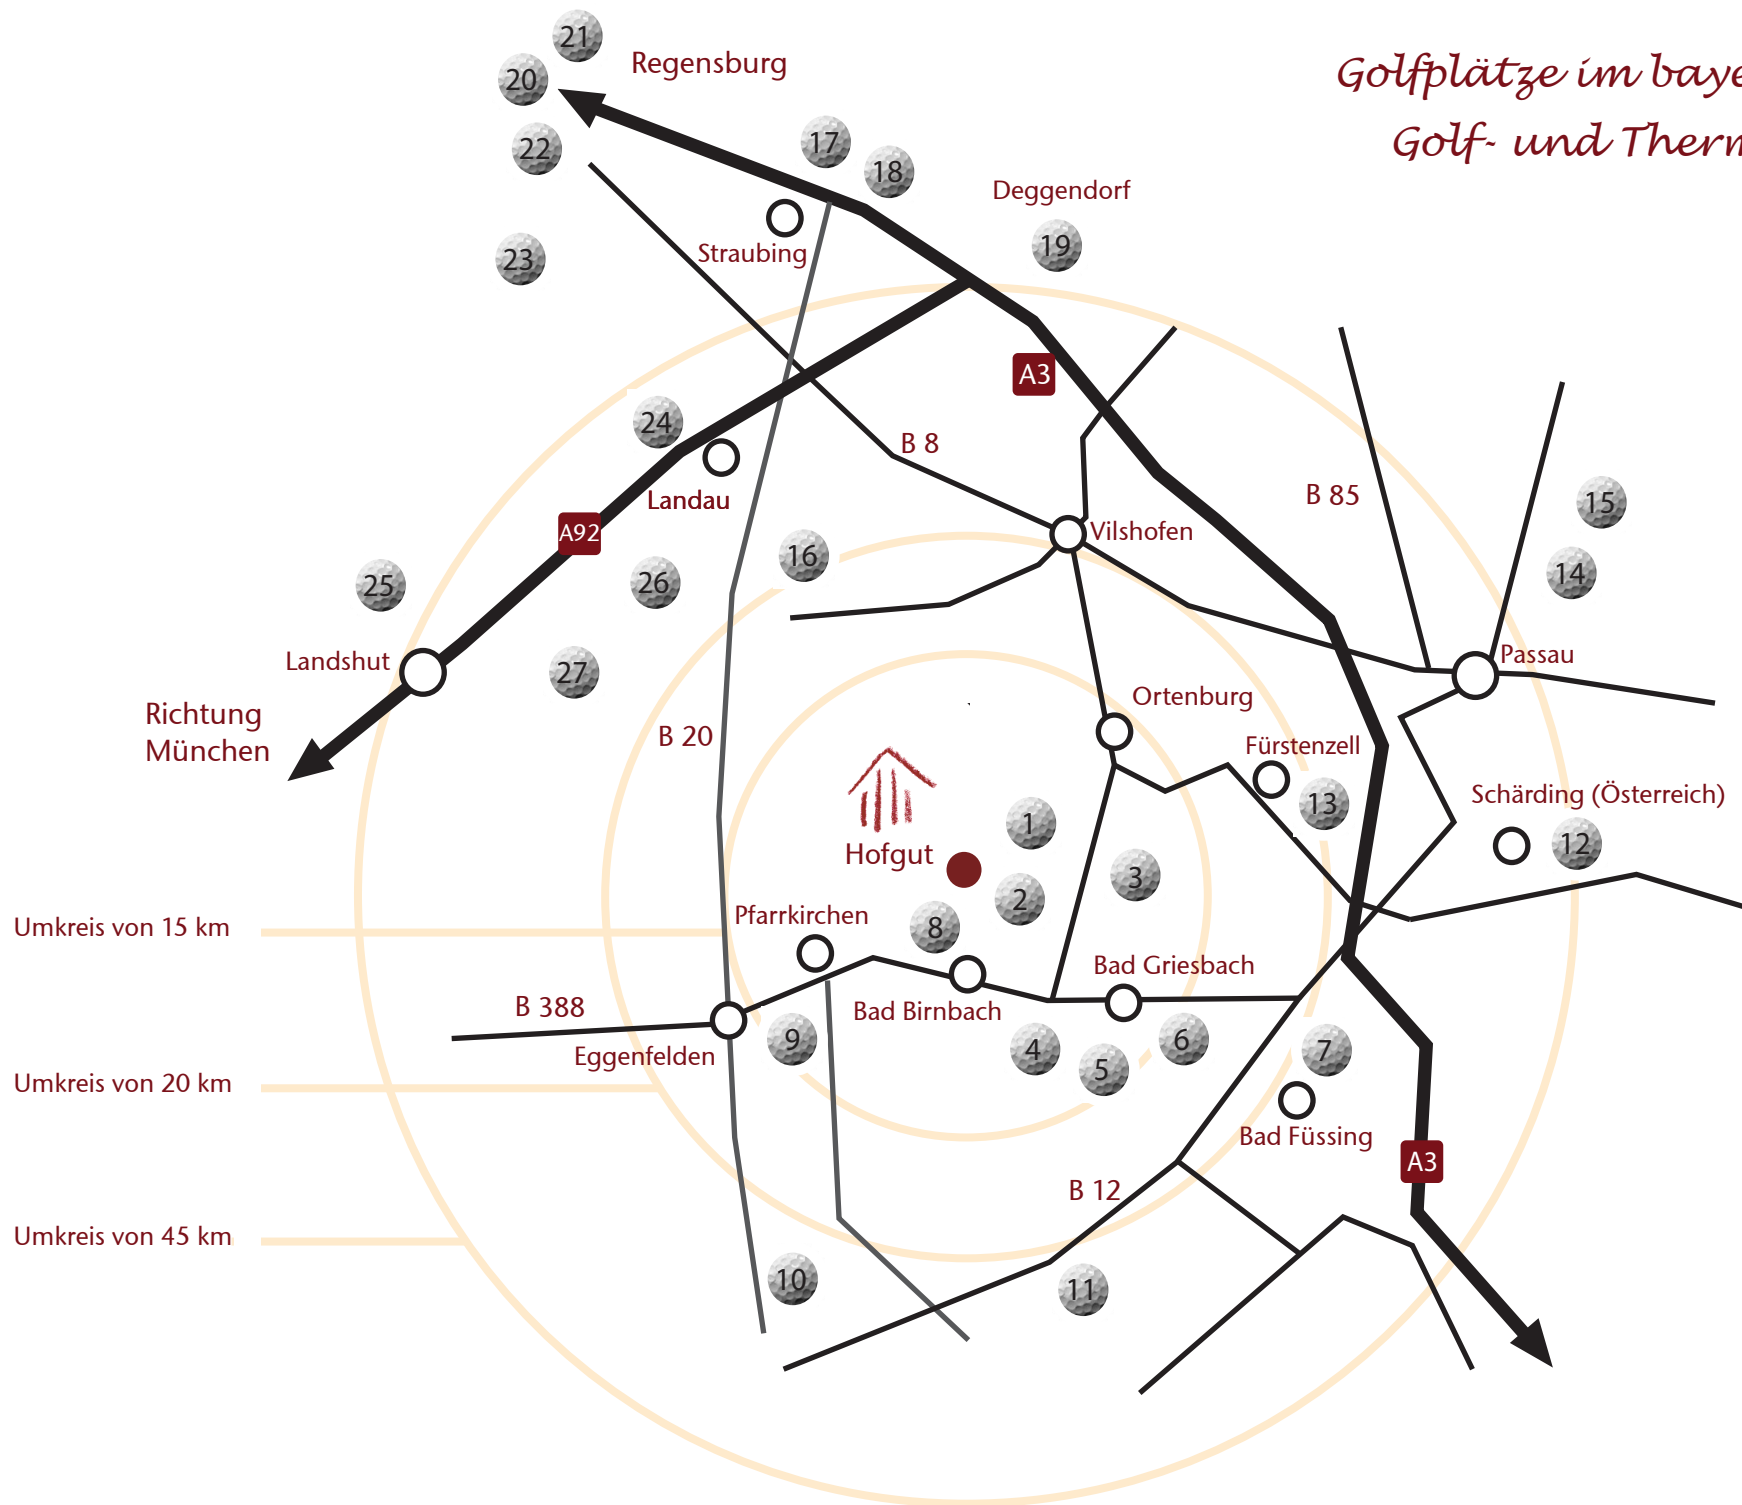 21
Regensburg
Golfplätze im baye
20
Golf- und Therm
17
22
18
Deggendorf
19
Straubing
23
A3
24
B 8
Landau
B 85
15
A92
Vilshofen
16
14
25
26
Landshut
27
Passau
Ortenburg
Richtung
München
B 20
Fürstenzell
Schärding (Österreich)
13
1
12
Hofgut
3
2
Pfarrkirchen
8
Umkreis von 15 km
Bad Griesbach
B 388
Bad Birnbach
9
4
6
7
Eggenfelden
5
Umkreis von 20 km
Bad Füssing
A3
B 12
Umkreis von 45 km
10
11